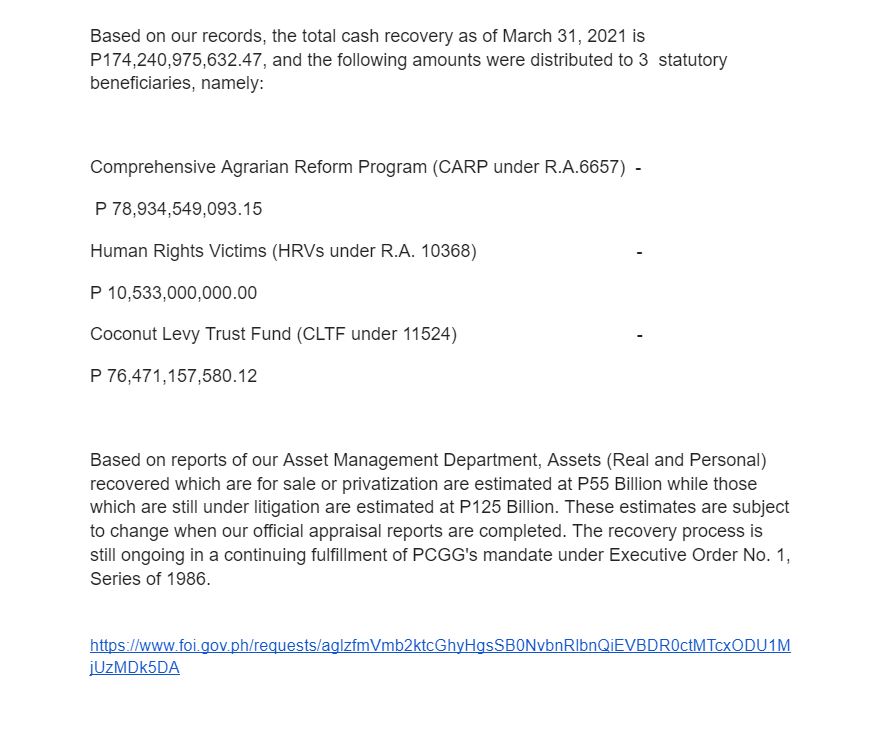 Based on our records, the total cash recovery as of March 31, 2021 is
P174,240,975,632.47, and the following amounts were distributed to 3  statutory
beneficiaries, namely:
Comprehensive Agrarian Reform Program (CARP under R.A.6657)  -
P 78,934,549,093.15
Human Rights Victims (HRVs under R.A. 10368) -
P 10,533,000,000.00
Coconut Levy Trust Fund (CLTF under 11524) -
P 76,471,157,580.12
Based on reports of our Asset Management Department, Assets (Real and Personal)
recovered which are for sale or privatization are estimated at P55 Billion while those
which are still under litigation are estimated at P125 Billion. These estimates are subject
to change when our official appraisal reports are completed. The recovery process is
still ongoing in a continuing fulfillment of PCGG's mandate under Executive Order No. 1,
Series of 1986.
https://www.foi.gov.ph/requests/aglzfmVmb2ktcGhyHgsSB0NvbnRlbnQiEVBDR0ctMTcxODU1M
jUzMDk5DA